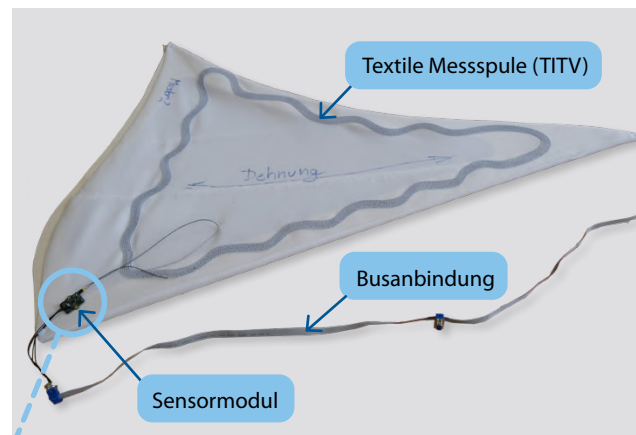 Textile Messspule (TITV)
Dehnung
Busanbindung
Sensormodul